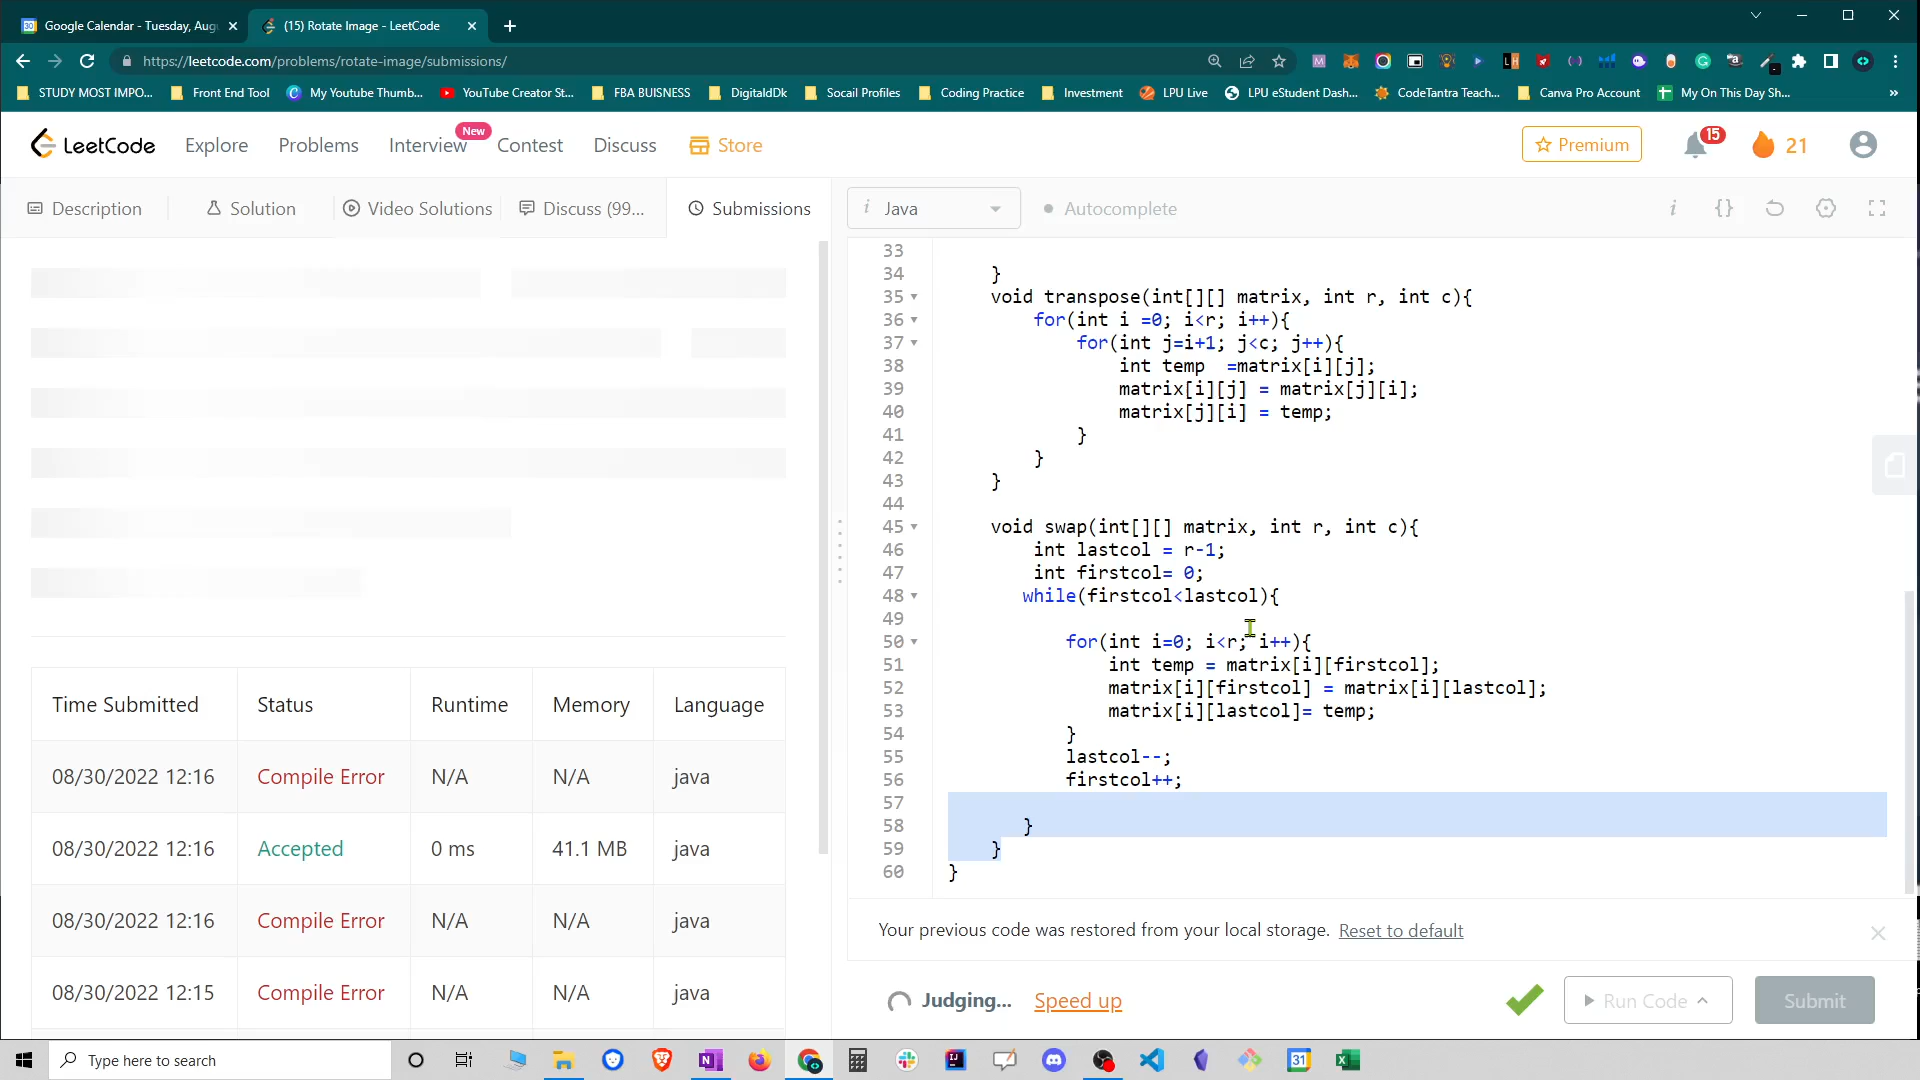 Google Calendar - Tuesday, Aug
(15) Rotate Image - LeetCode
https://leetcode.com/problems/rotate-image/submissions/
STUDY MOST IMPO...
Front End Tool
My Youtube Thumb...
YouTube Creator St...
FBA BUISNESS
DigitaldDk
Socail Profiles
Coding Practice
Investment
LPU Live
LPU eStudent Dash...
CodeTantra Teach...
Canva Pro Account
My On This Day Sh...
»
LeetCode
Explore
Problems
Interview
New
Contest
Discuss
Store
Premium
15
21
Description
Solution
Video Solutions
Discuss (99...
Submissions
i Java
Autocomplete
i {}
33
34 }
35 void transpose(int[][] matrix, int r, int c){
36 for(int i =0; i<r; i++){
37 for(int j=i+1; j<c; j++){
38 int temp  =matrix[i][j];
39 matrix[i][j] = matrix[j][i];
40 matrix[j][i] = temp;
41 }
42 }
43 }
44
45 void swap(int[][] matrix, int r, int c){
46 int lastcol = r-1;
47 int firstcol= 0;
48 while(firstcol<lastcol){
49
50 for(int i=0; i<r; i++){
51 int temp = matrix[i][firstcol];
52 matrix[i][firstcol] = matrix[i][lastcol];
53 matrix[i][lastcol]= temp;
54 }
55 lastcol--;
56 firstcol++;
57
58 }
59 }
60 }
Time Submitted Status Runtime Memory Language
08/30/2022 12:16 Compile Error N/A N/A java
08/30/2022 12:16 Accepted 0 ms 41.1 MB java
08/30/2022 12:16 Compile Error N/A N/A java
08/30/2022 12:15 Compile Error N/A N/A java
Your previous code was restored from your local storage. Reset to default
Judging... Speed up
Run Code
Submit
Type here to search